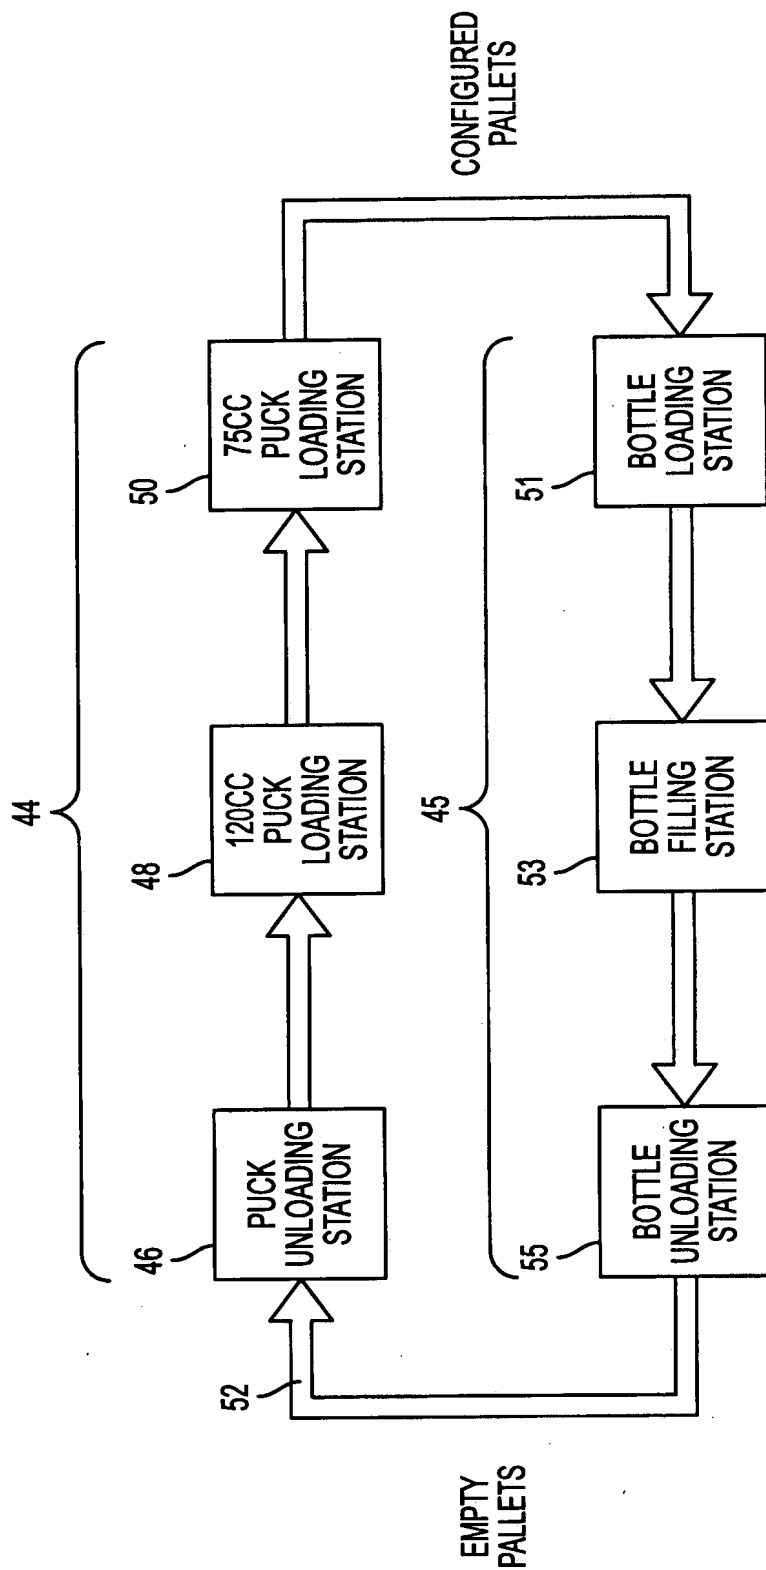 44
46
PUCK
UNLOADING
STATION
48
120CC
PUCK
LOADING
STATION
50
75CC
PUCK
LOADING
STATION
52
EMPTY
PALLETS
CONFIGURED
PALLETS
45
55
BOTTLE
UNLOADING
STATION
53
BOTTLE
FILLING
STATION
51
BOTTLE
LOADING
STATION